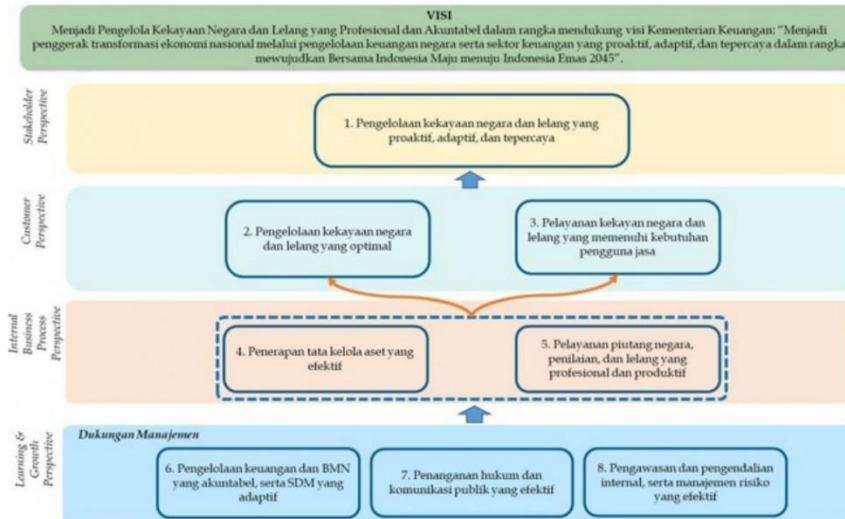 VISI
Menjadi Pengelola Kekayaan Negara dan Lelang yang Profesional dan Akuntabel dalam rangka mendukung visi Kementerian Keuangan: "Menjadi
penggerak transformasi ekonomi nasional melalui pengelolaan keuangan negara serta sektor keuangan yang proaktif, adaptif, dan tepercaya dalam rangka
mewujudkan Bersama Indonesia Maju menuju Indonesia Emas 2045".
Stakeholder
Perspective
1. Pengelolaan kekayaan negara dan lelang yang
proaktif, adaptif, dan tepercaya
Customer
Perspective
2. Pengelolaan kekayaan negara
dan lelang yang optimal
3. Pelayanan kekayan negara dan
lelang yang memenuhi kebutuhan
pengguna jasa
Internal
Business
Process
Perspective
4. Penerapan tata kelola aset yang
efektif
5. Pelayanan piutang negara,
penilaian, dan lelang yang
profesional dan produktif
Learning &
Growth
Perspective
Dukungan Manajemen
6. Pengelolaan keuangan dan BMN
yang akuntabel, serta SDM yang
adaptif
7. Penanganan hukum dan
komunikasi publik yang efektif
8. Pengawasan dan pengendalian
internal, serta manajemen risiko
yang efektif